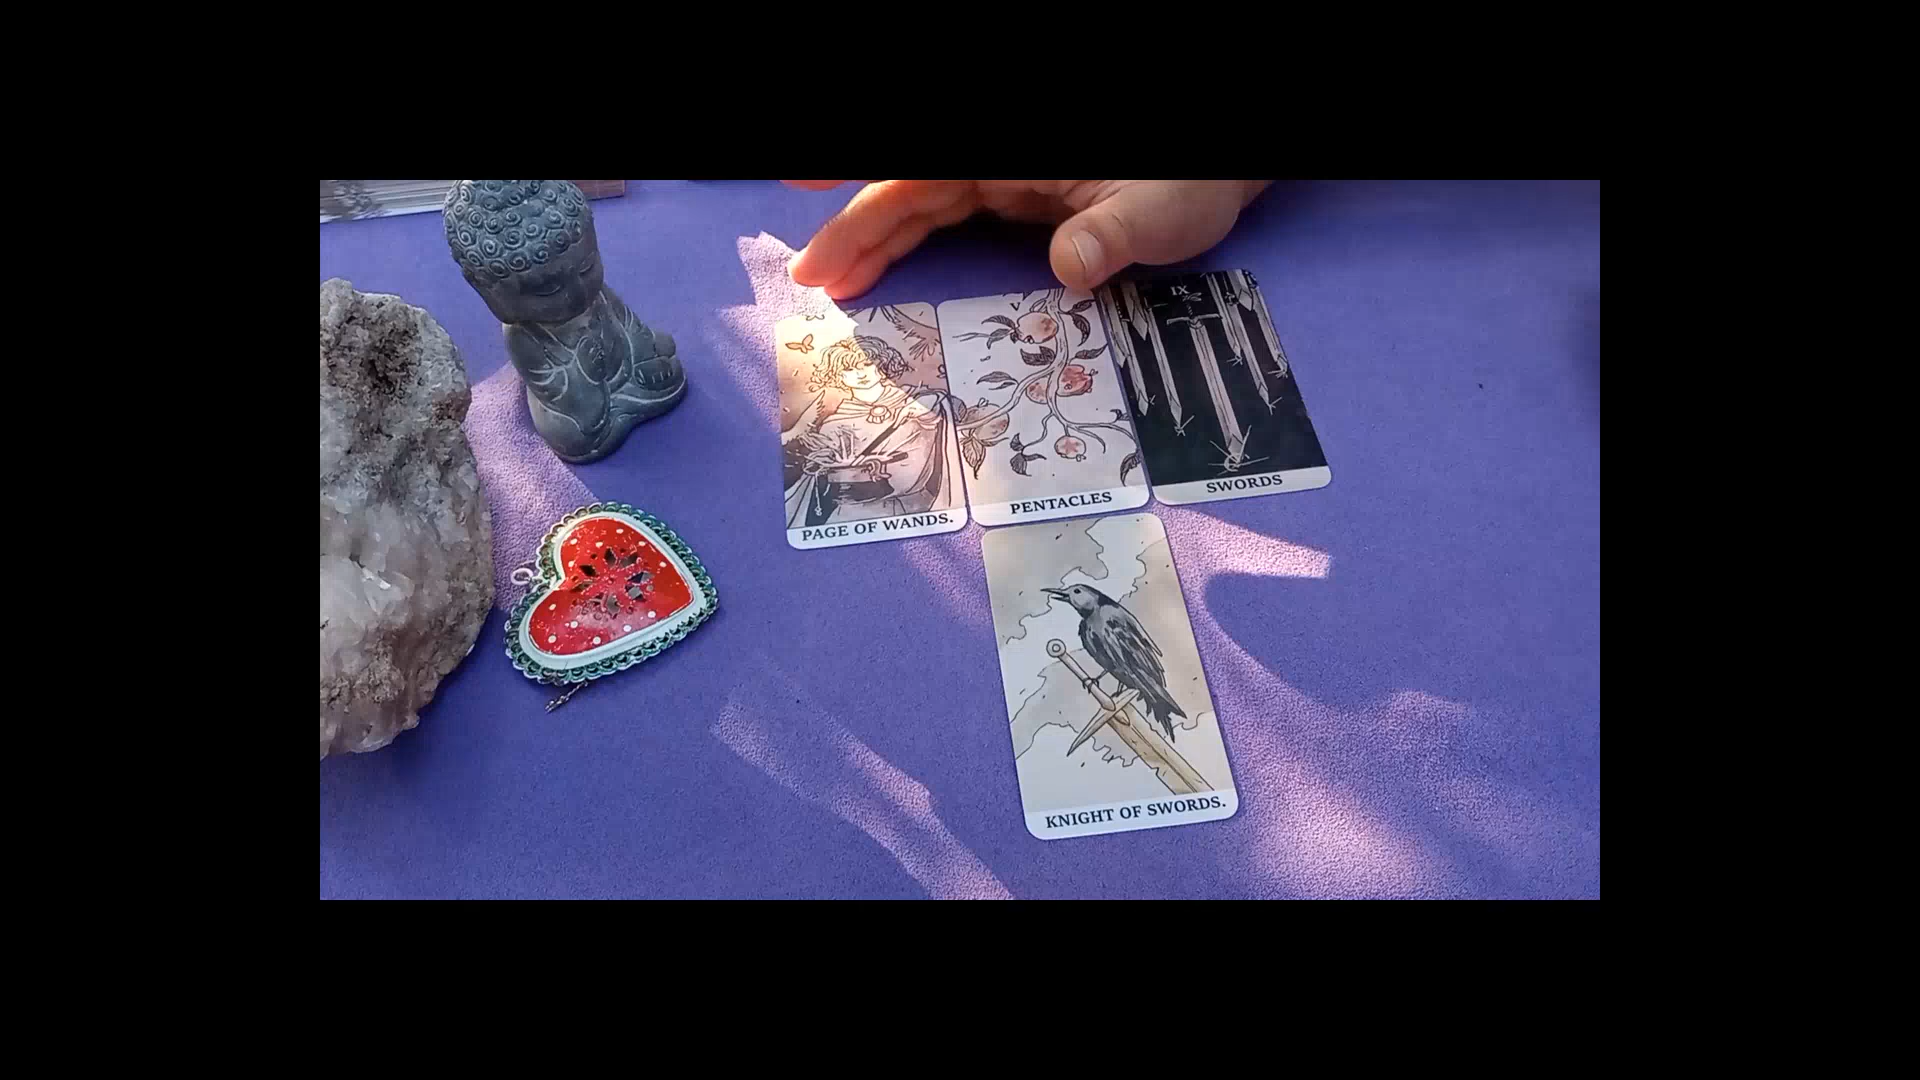 IX
V
SWORDS
PENTACLES
PAGE OF WANDS.
KNIGHT OF SWORDS.